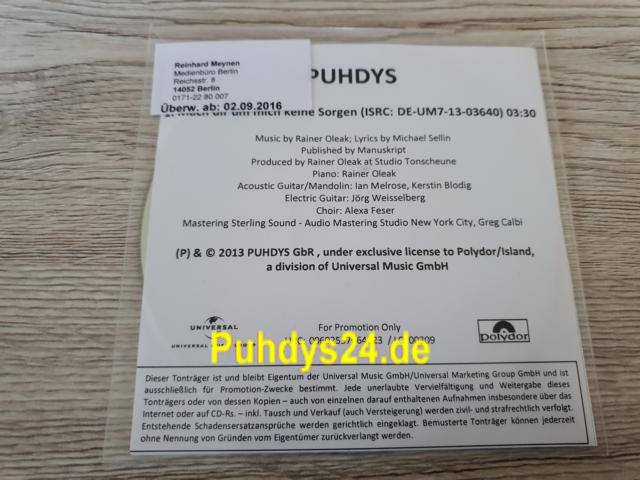 Reinhard Meynen
Medienbüro Berlin
Reichsstr. 8
14052 Berlin
0171-22 80 007
Überw. ab: 02.09.2016
PUHDYS
1. Mach dir um mich keine Sorgen (ISRC: DE-UM7-13-03640) 03:30
Music by Rainer Oleak; Lyrics by Michael Sellin
Published by Manuskript
Produced by Rainer Oleak at Studio Tonscheune
Piano: Rainer Oleak
Acoustic Guitar/Mandolin: Ian Melrose, Kerstin Blodig
Electric Guitar: Jörg Weisselberg
Choir: Alexa Feser
Mastering Sterling Sound - Audio Mastering Studio New York City, Greg Calbi
(P) & © 2013 PUHDYS GbR , under exclusive license to Polydor/Island,
a division of Universal Music GmbH
UNIVERSAL
UNIVERSAL
For Promotion Only
Polydor
Puhdys24.de
Dieser Tonträger ist und bleibt Eigentum der Universal Music GmbH/Universal Marketing Group GmbH und ist
ausschließlich für Promotion-Zwecke bestimmt. Jede unerlaubte Vervielfältigung und Weitergabe dieses
Tonträgers oder von dessen Kopien – auch von einzelnen darauf enthaltenen Aufnahmen insbesondere über das
Internet oder auf CD-Rs. – inkl. Tausch und Verkauf (auch Versteigerung) werden zivil- und strafrechtlich verfolgt.
Entstehende Schadensersatzansprüche werden gerichtlich eingeklagt. Bemusterte Tonträger können jederzeit
ohne Nennung von Gründen vom Eigentümer zurückverlangt werden.